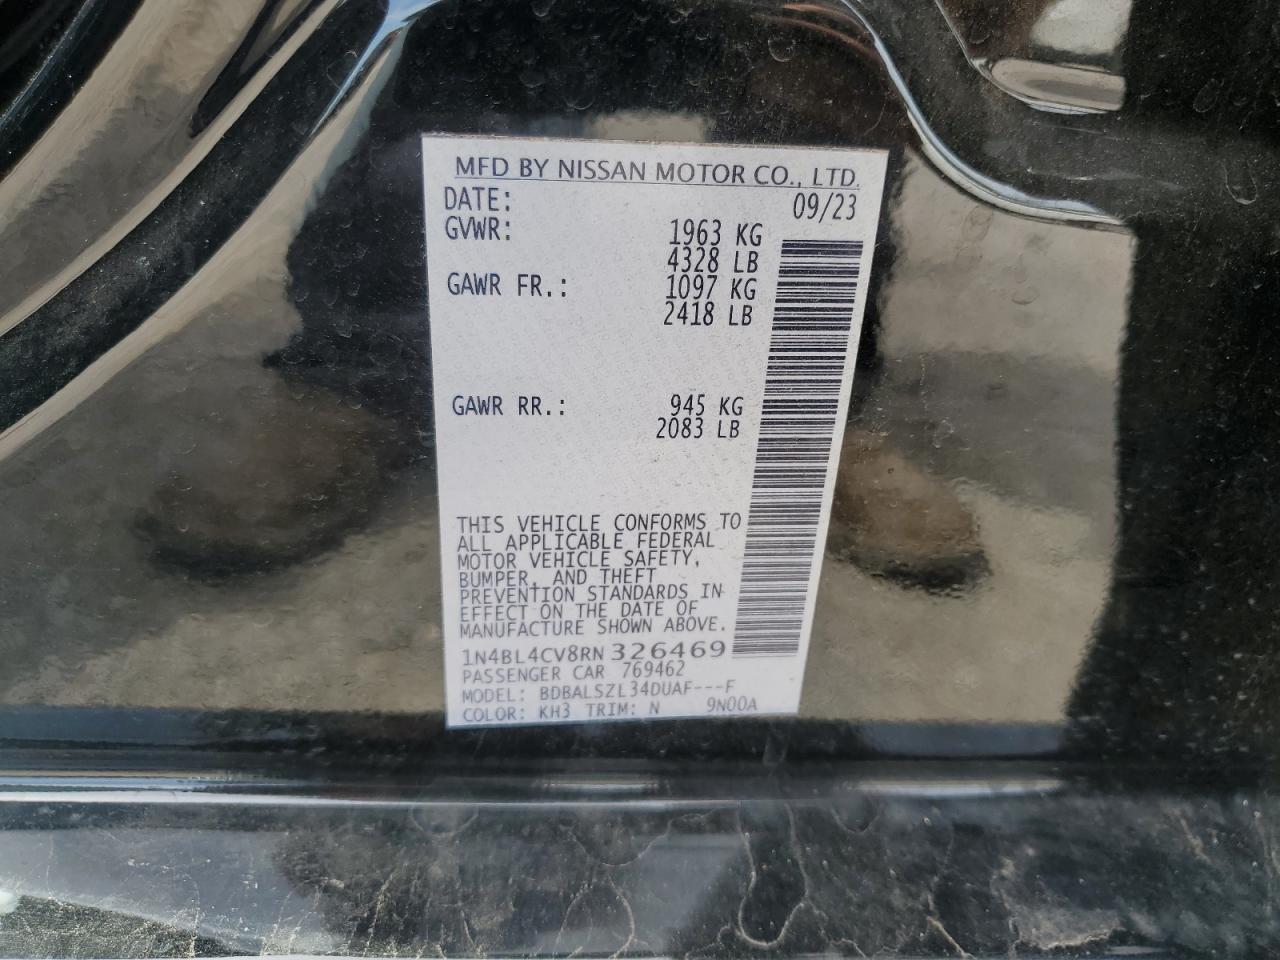 MFD BY NISSAN MOTOR CO., LTD.
DATE: 09/23
GVWR: 1963 KG
4328 LB
GAWR FR.: 1097 KG
2418 LB
GAWR RR.: 945 KG
2083 LB
THIS VEHICLE CONFORMS TO
ALL APPLICABLE FEDERAL
MOTOR VEHICLE SAFETY,
BUMPER, AND THEFT
PREVENTION STANDARDS IN
EFFECT ON THE DATE OF
MANUFACTURE SHOWN ABOVE.
1N4BL4CV8RN326469
PASSENGER CAR 769462
MODEL: BDBALSZL34DUAF---F
COLOR: KH3 TRIM: N 9N00A